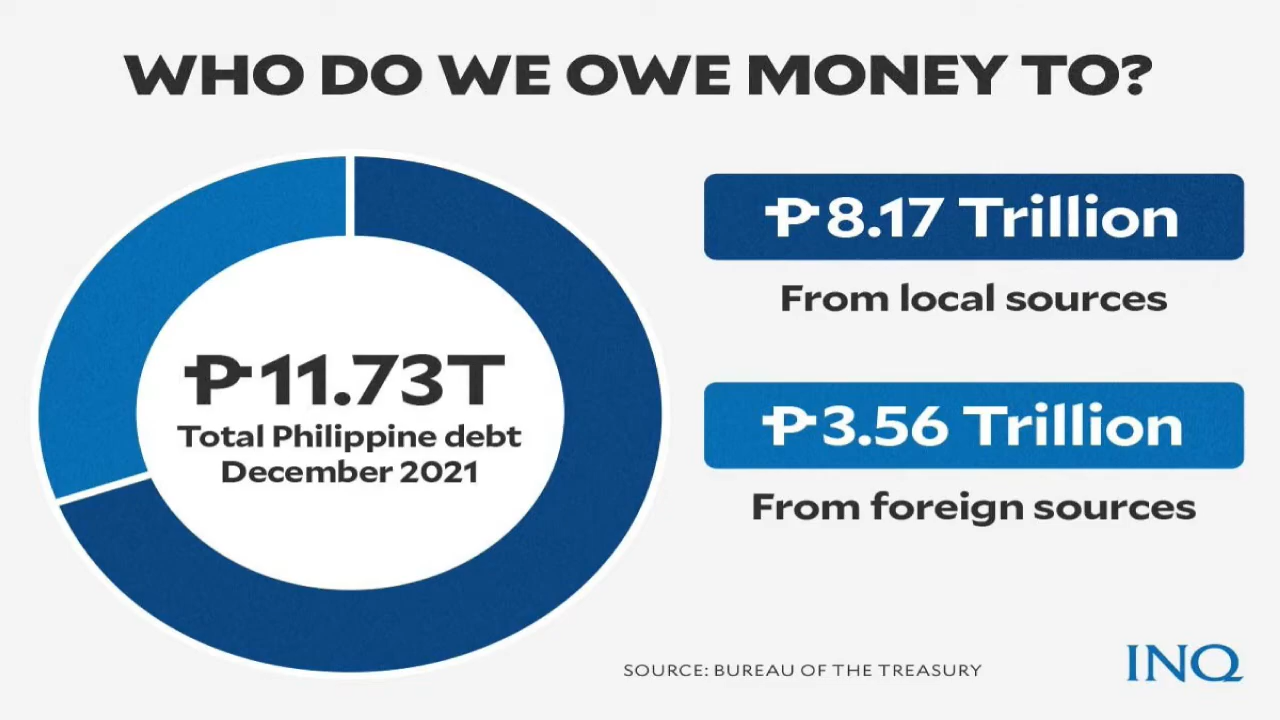 WHO DO WE OWE MONEY TO?
₱11.73T
Total Philippine debt
December 2021
₱8.17 Trillion
From local sources
₱3.56 Trillion
From foreign sources
SOURCE: BUREAU OF THE TREASURY
INQ